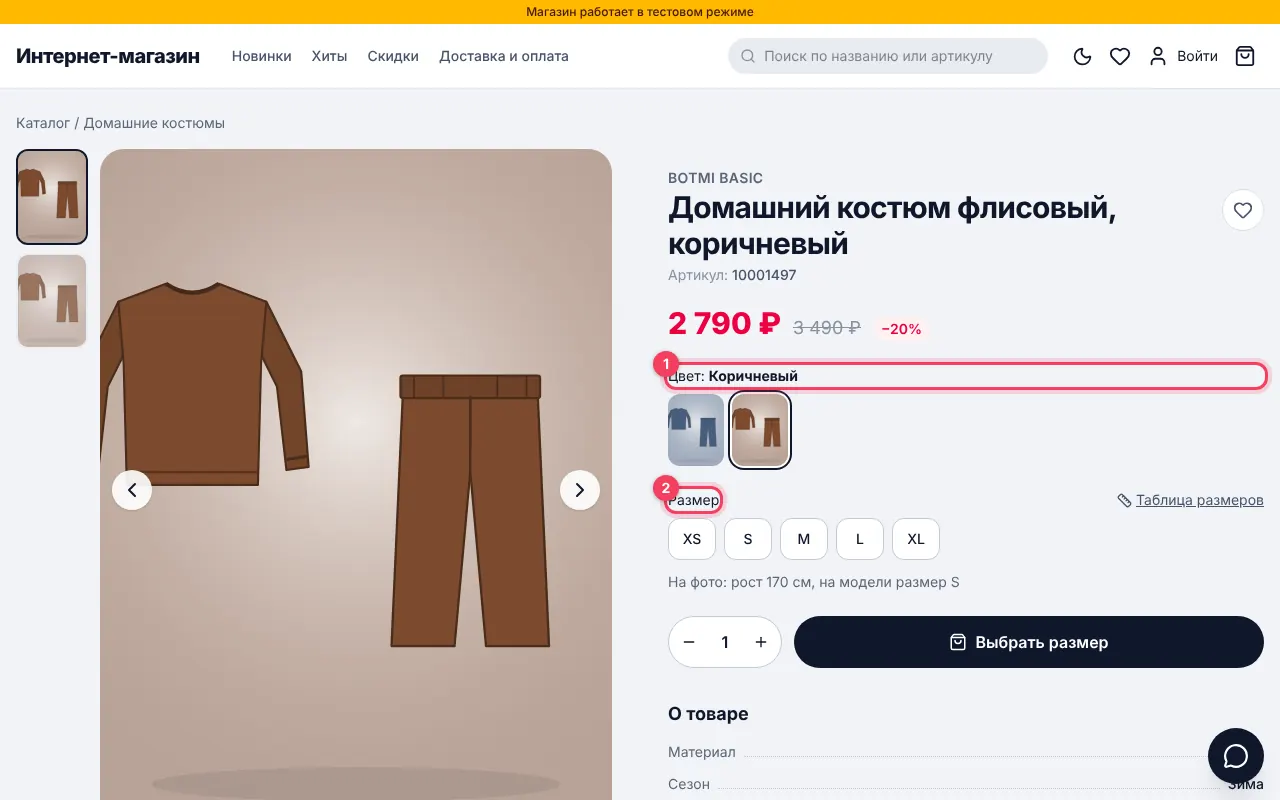 Магазин работает в тестовом режиме
Интернет-магазин
Новинки
Хиты
Скидки
Доставка и оплата
Поиск по названию или артикулу
Войти
Каталог / Домашние костюмы
BOTMI BASIC
Домашний костюм флисовый,
коричневый
Артикул: 10001497
2 790 ₽ 3 490 ₽ −20%
1
Цвет: Коричневый
2
Размер
Таблица размеров
XS S M L XL
На фото: рост 170 см, на модели размер S
− 1 +
Выбрать размер
О товаре
Материал
Сезон
Зима